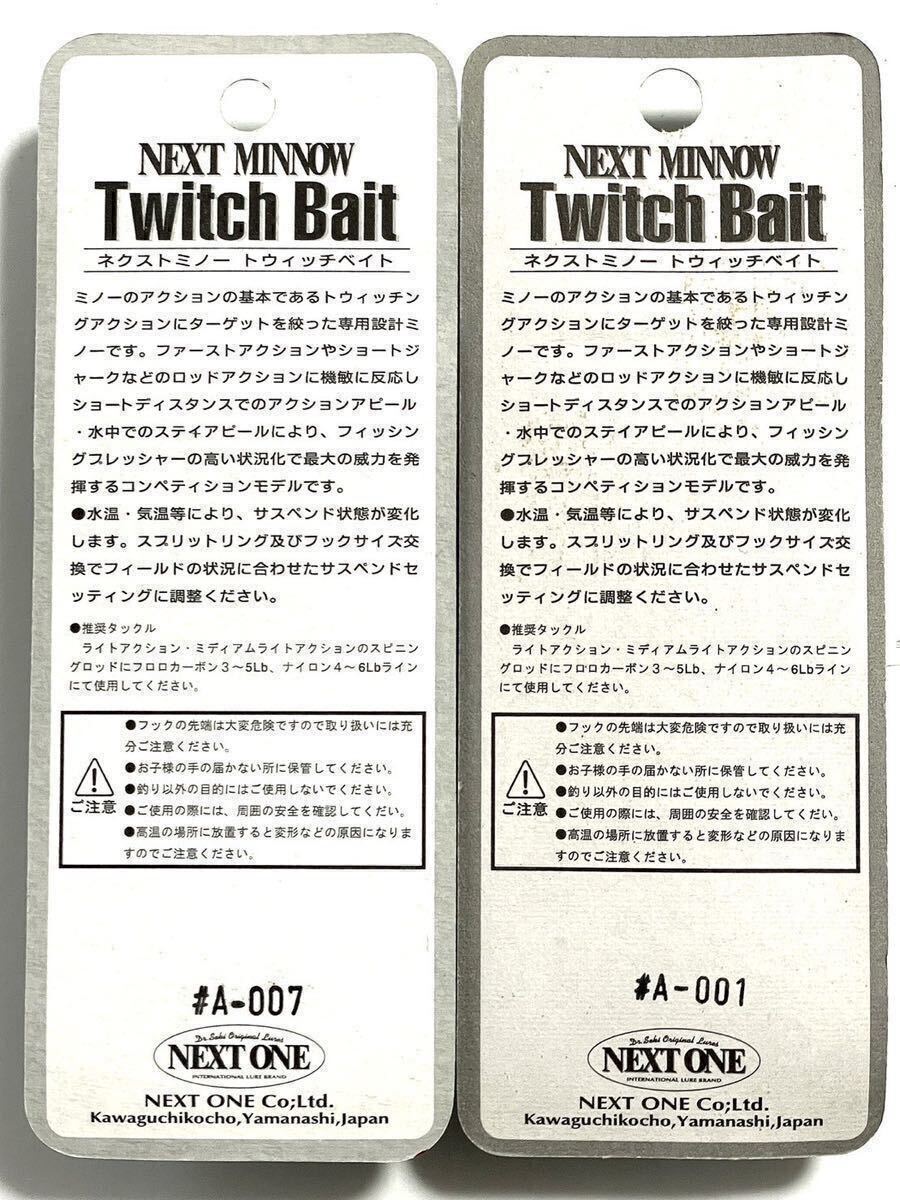 NEXT MINNOW
Twitch Bait
ネクストミノー トウィッチベイト
ミノーのアクションの基本であるトウィッチン
グアクションにターゲットを絞った専用設計ミ
ノーです。ファーストアクションやショートジ
ャークなどのロッドアクションに機敏に反応し
ショートディスタンスでのアクションアピール
・水中でのステイアピールにより、フィッシン
グプレッシャーの高い状況化で最大の威力を発
揮するコンペティションモデルです。
●水温・気温等により、サスペンド状態が変化
します。スプリットリング及びフックサイズ交
換でフィールドの状況に合わせたサスペンドセ
ッティングに調整ください。
●推奨タックル
ライトアクション・ミディアムライトアクションのスピニン
グロッドにフロロカーボン3〜5Lb、ナイロン4〜6Lbライン
にて使用してください。
ご注意
●フックの先端は大変危険ですので取り扱いには充
分ご注意ください。
●お子様の手の届かない所に保管してください。
●釣り以外の目的にはご使用しないでください。
●ご使用の際には、周囲の安全を確認してくだい。
●高温の場所に放置すると変形などの原因になりま
すのでご注意ください。
#A-007
Dr.Seki Original Lures
NEXT ONE
INTERNATIONAL LURE BRAND
NEXT ONE Co;Ltd.
Kawaguchikocho,Yamanashi,Japan
NEXT MINNOW
Twitch Bait
ネクストミノー トウィッチベイト
ミノーのアクションの基本であるトウィッチン
グアクションにターゲットを絞った専用設計ミ
ノーです。ファーストアクションやショートジ
ャークなどのロッドアクションに機敏に反応し
ショートディスタンスでのアクションアピール
・水中でのステイアピールにより、フィッシン
グプレッシャーの高い状況化で最大の威力を発
揮するコンペティションモデルです。
●水温・気温等により、サスペンド状態が変化
します。スプリットリング及びフックサイズ交
換でフィールドの状況に合わせたサスペンドセ
ッティングに調整ください。
●推奨タックル
ライトアクション・ミディアムライトアクションのスピニン
グロッドにフロロカーボン3〜5Lb、ナイロン4〜6Lbライン
にて使用してください。
ご注意
●フックの先端は大変危険ですので取り扱いには充
分ご注意ください。
●お子様の手の届かない所に保管してください。
●釣り以外の目的にはご使用しないでください。
●ご使用の際には、周囲の安全を確認してくだい。
●高温の場所に放置すると変形などの原因になりま
すのでご注意ください。
#A-001
Dr.Seki Original Lures
NEXT ONE
INTERNATIONAL LURE BRAND
NEXT ONE Co;Ltd.
Kawaguchikocho,Yamanashi,Japan